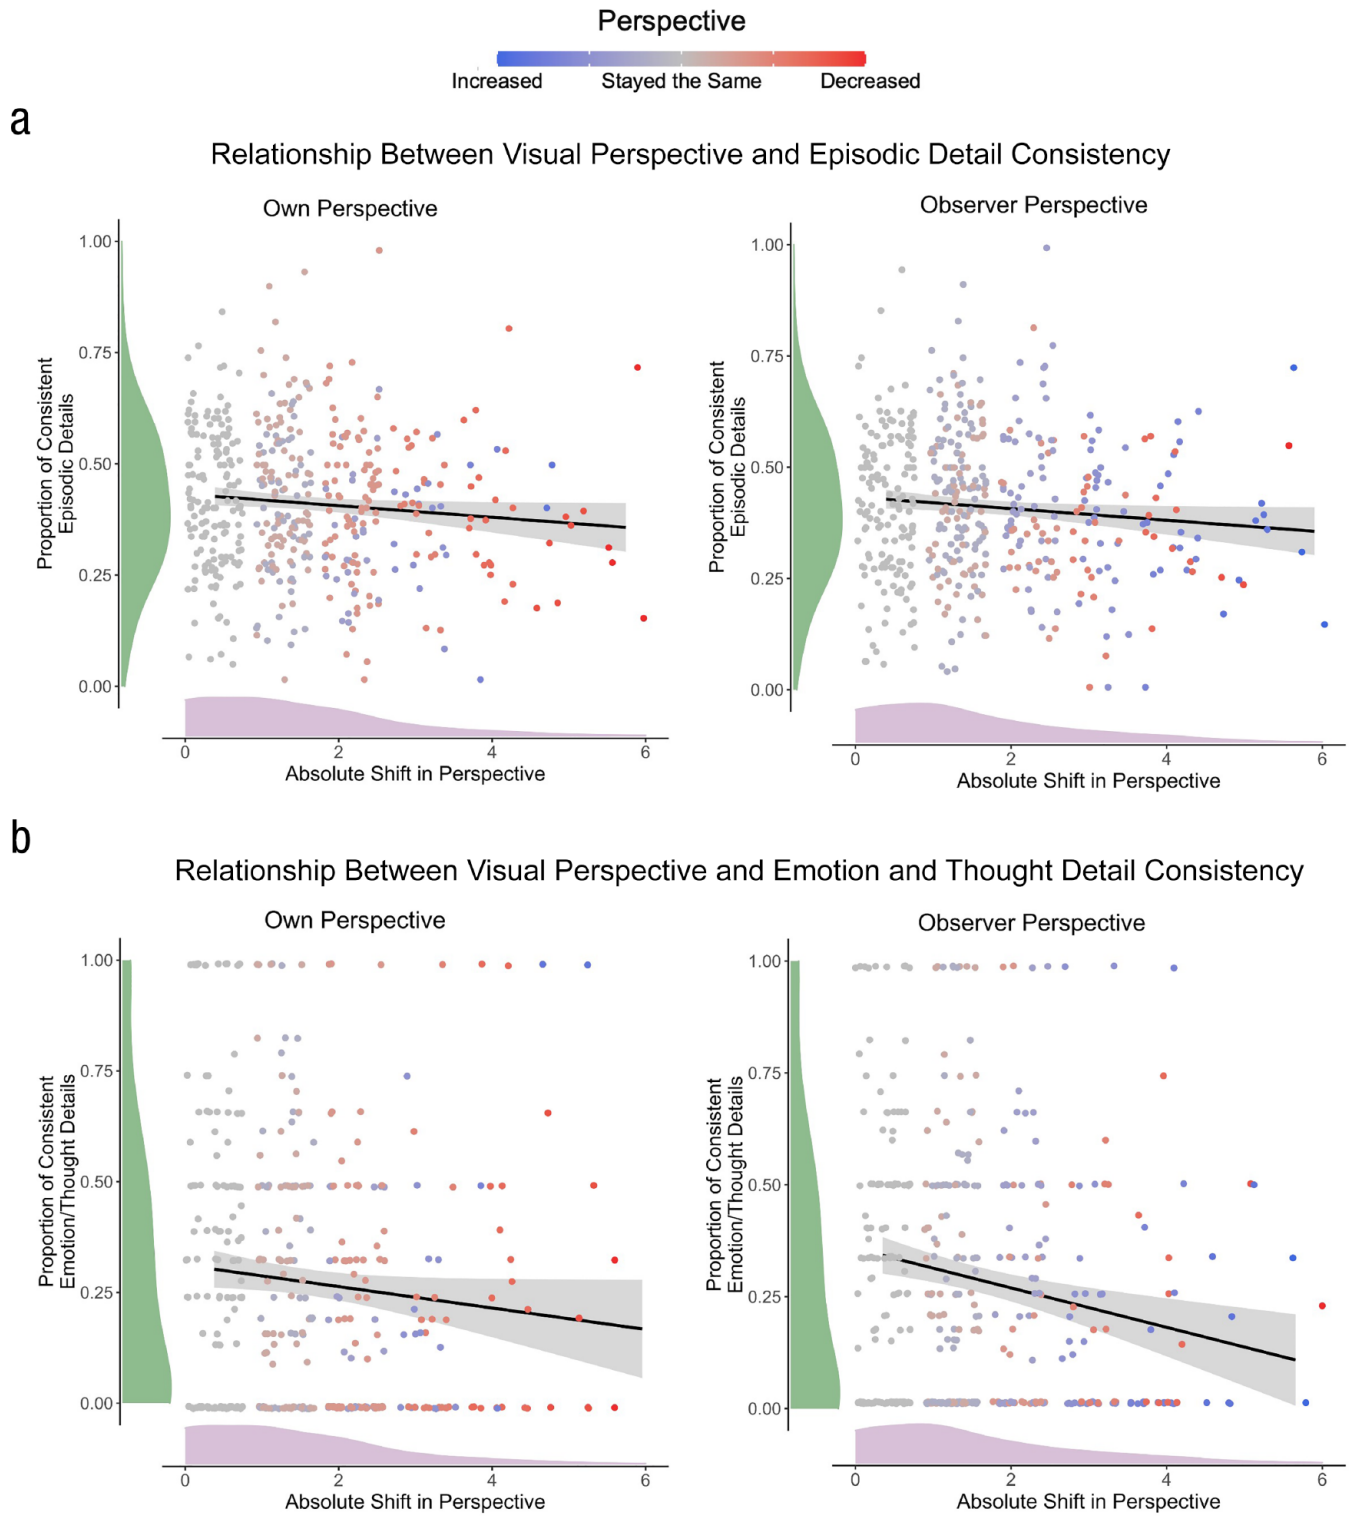 Perspective
Increased Stayed the Same Decreased
a
Relationship Between Visual Perspective and Episodic Detail Consistency
Own Perspective
Proportion of Consistent
Episodic Details
1.00
0.75
0.50
0.25
0.00
0 2 4 6
Absolute Shift in Perspective
Observer Perspective
Proportion of Consistent
Episodic Details
1.00
0.75
0.50
0.25
0.00
0 2 4 6
Absolute Shift in Perspective
b
Relationship Between Visual Perspective and Emotion and Thought Detail Consistency
Own Perspective
Proportion of Consistent
Emotion/Thought Details
1.00
0.75
0.50
0.25
0.00
0 2 4 6
Absolute Shift in Perspective
Observer Perspective
Proportion of Consistent
Emotion/Thought Details
1.00
0.75
0.50
0.25
0.00
0 2 4 6
Absolute Shift in Perspective